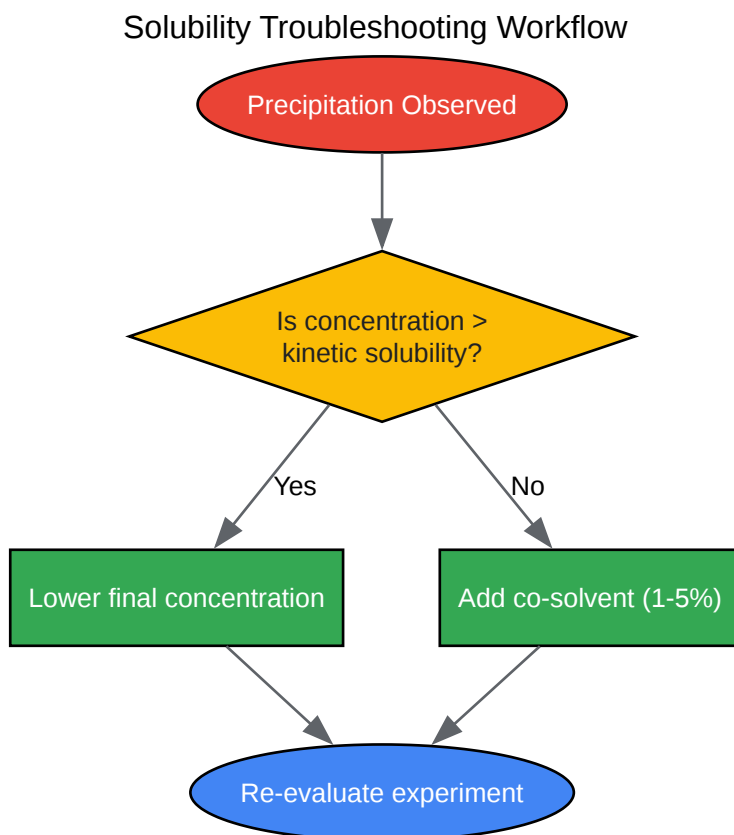 Solubility Troubleshooting Workflow
Precipitation Observed
Is concentration >
kinetic solubility?
Yes
No
Lower final concentration
Add co-solvent (1-5%)
Re-evaluate experiment